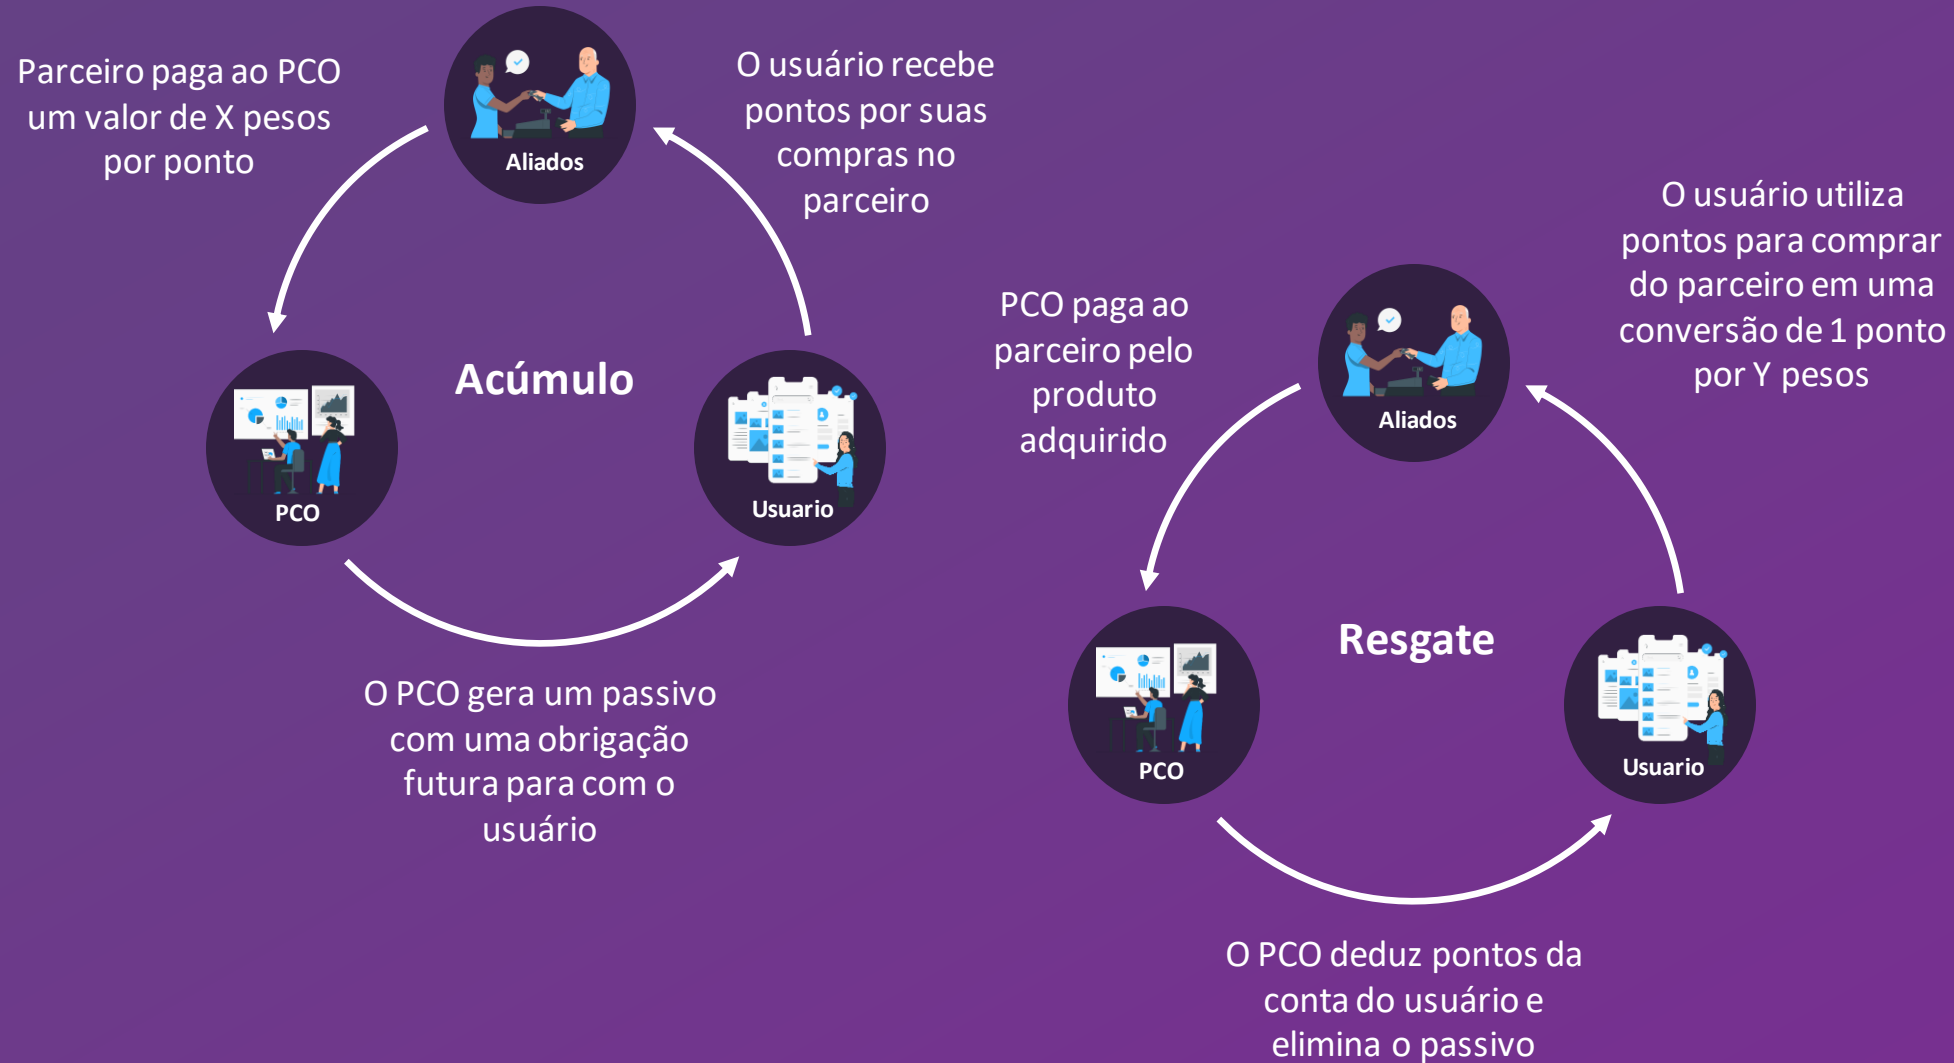 Parceiro paga ao PCO
um valor de X pesos
por ponto
Aliados
O usuário recebe
pontos por suas
compras no
parceiro
Acúmulo
PCO
Usuario
O PCO gera um passivo
com uma obrigação
futura para com o
usuário
PCO paga ao
parceiro pelo
produto
adquirido
Aliados
O usuário utiliza
pontos para comprar
do parceiro em uma
conversão de 1 ponto
por Y pesos
Resgate
PCO
Usuario
O PCO deduz pontos da
conta do usuário e
elimina o passivo